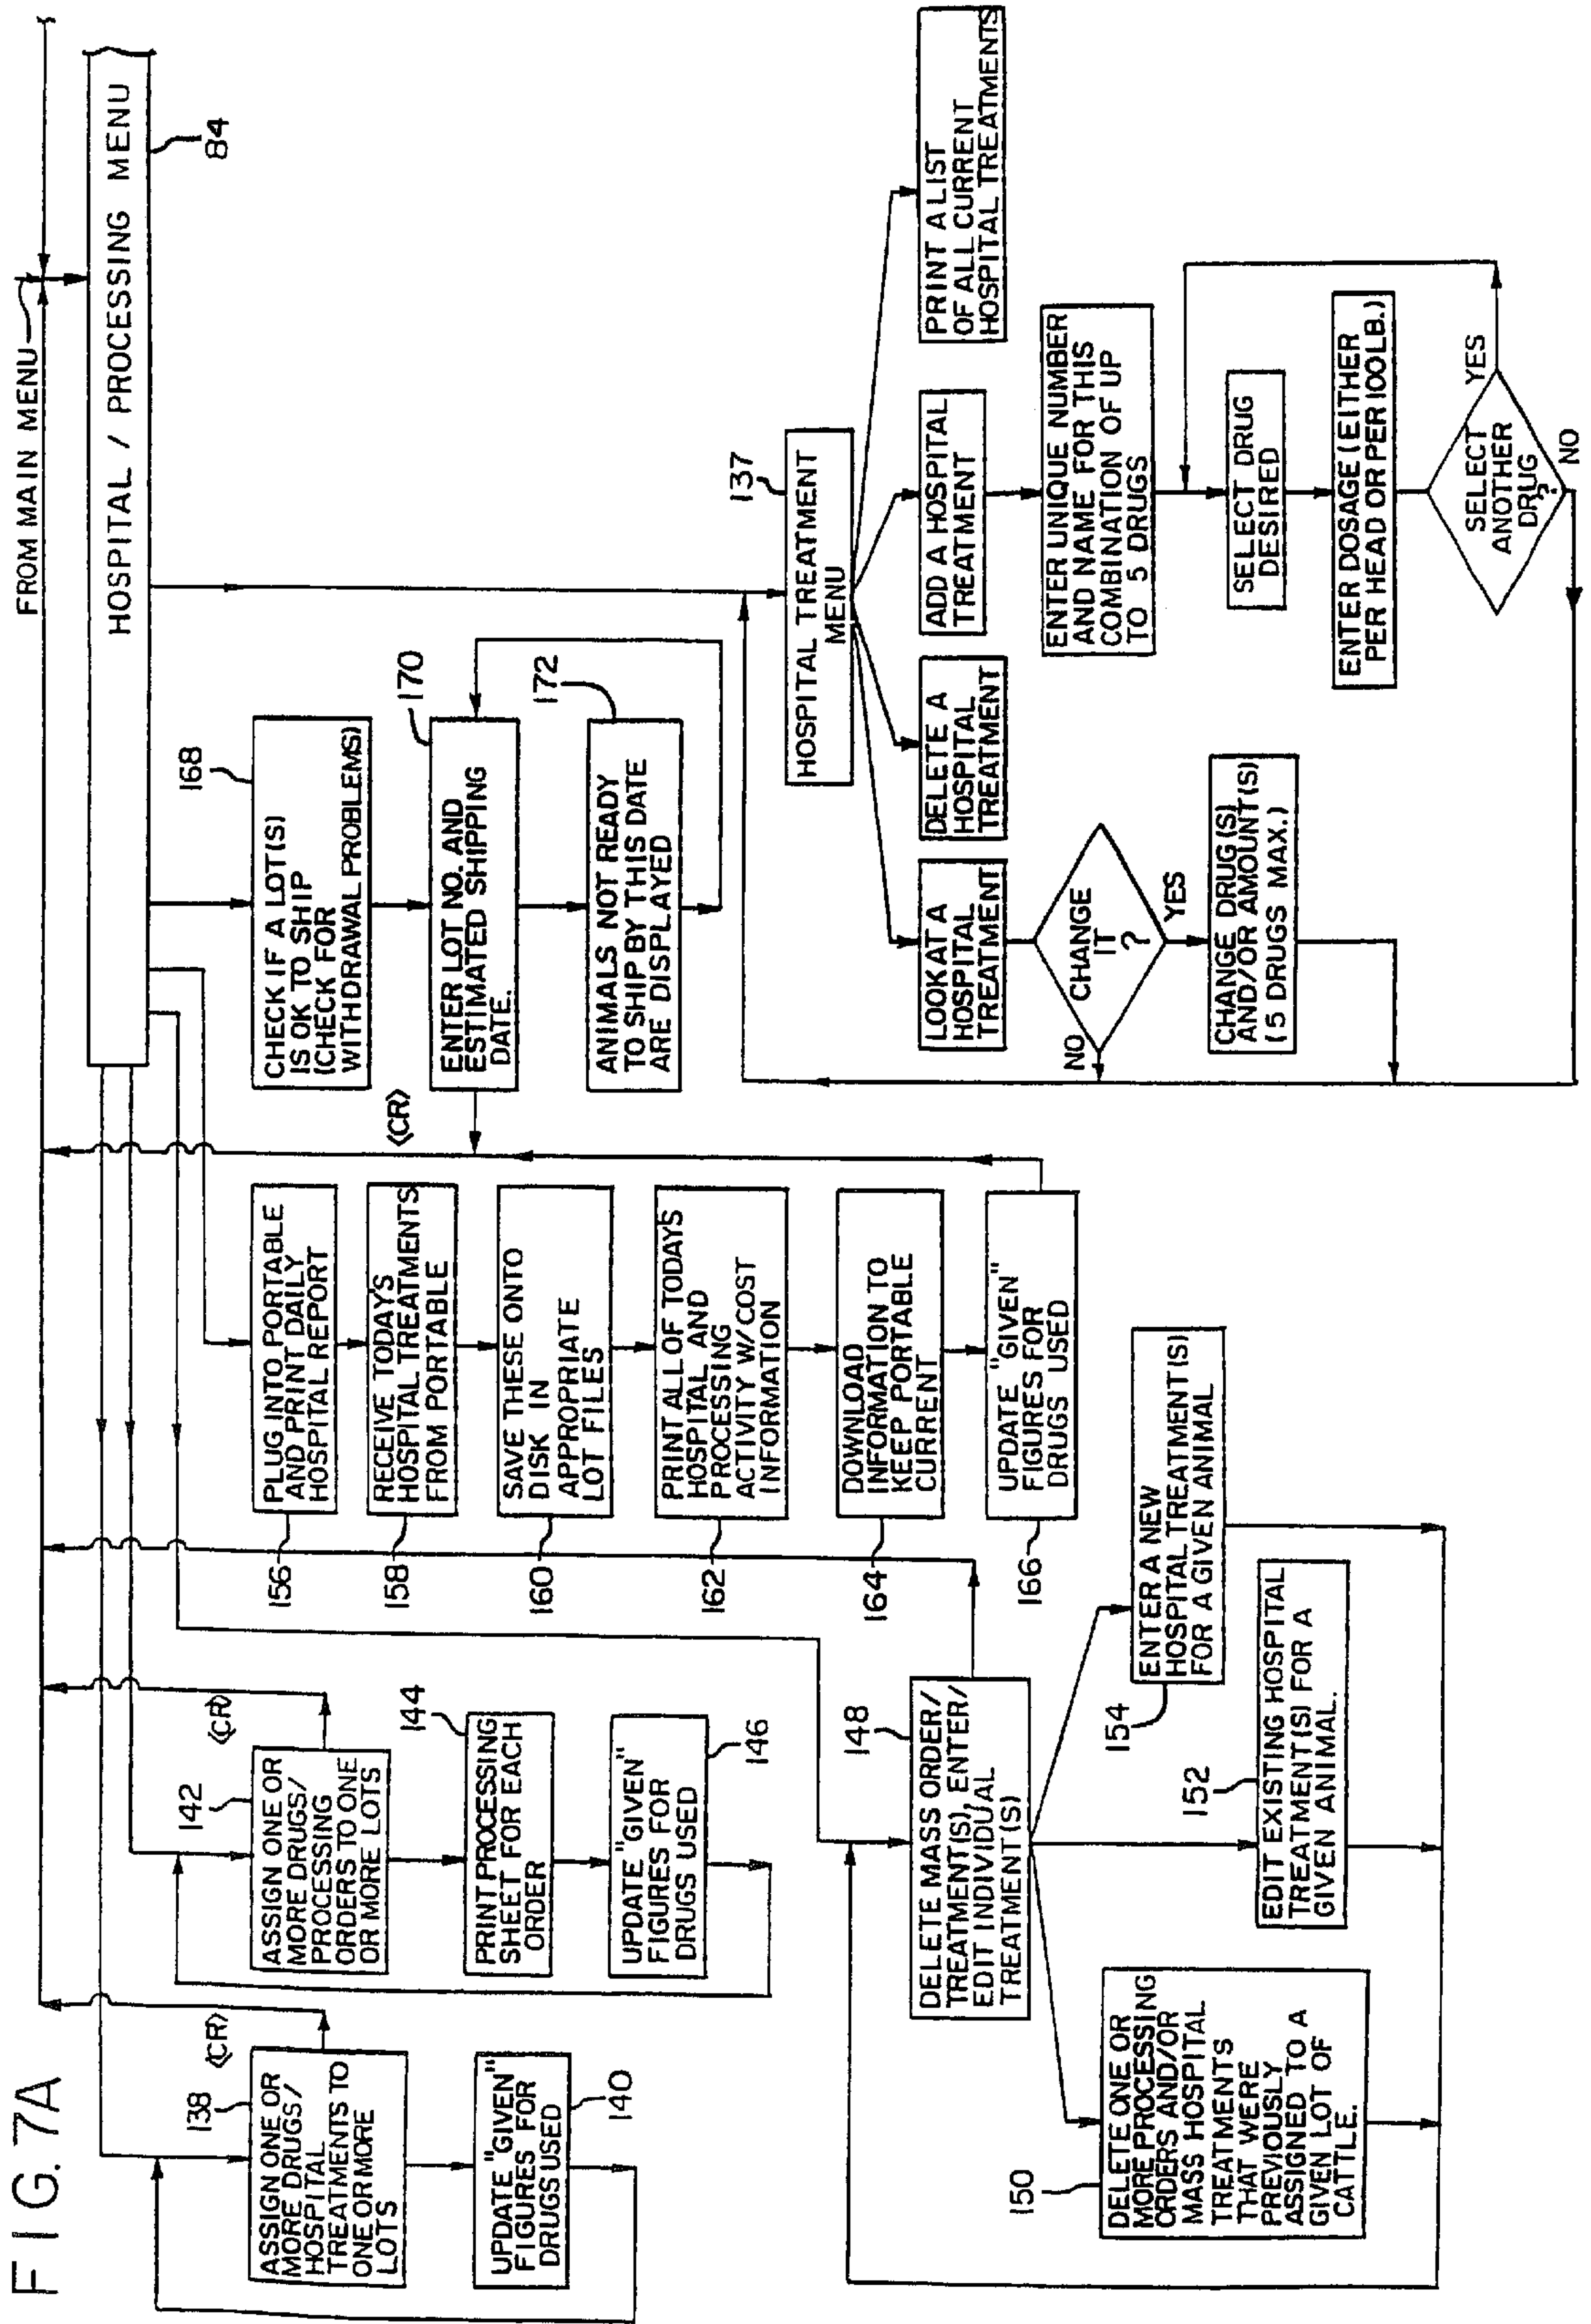 FIG. 7A
FROM MAIN MENU
HOSPITAL / PROCESSING MENU
84
138
ASSIGN ONE OR
MORE DRUGS/
HOSPITAL
TREATMENTS TO
ONE OR MORE
LOTS
<CR>
UPDATE "GIVEN"
FIGURES FOR
DRUGS USED
140
142
ASSIGN ONE OR
MORE DRUGS/
PROCESSING
ORDERS TO ONE
OR MORE LOTS
<CR>
144
PRINT PROCESSING
SHEET FOR EACH
ORDER
UPDATE "GIVEN"
FIGURES FOR
DRUGS USED
146
148
DELETE MASS ORDER/
TREATMENT(S), ENTER/
EDIT INDIVIDUAL
TREATMENT(S)
150
DELETE ONE OR
MORE PROCESSING
ORDERS AND/OR
MASS HOSPITAL
TREATMENTS
THAT WERE
PREVIOUSLY
ASSIGNED TO A
GIVEN LOT OF
CATTLE.
152
EDIT EXISTING HOSPITAL
TREATMENT(S) FOR A
GIVEN ANIMAL.
154
ENTER A NEW
HOSPITAL TREATMENT(S)
FOR A GIVEN ANIMAL
156
PLUG INTO PORTABLE
AND PRINT DAILY
HOSPITAL REPORT
158
RECEIVE TODAY'S
HOSPITAL TREATMENTS
FROM PORTABLE
160
SAVE THESE ONTO
DISK IN
APPROPRIATE
LOT FILES
162
PRINT ALL OF TODAYS
HOSPITAL AND
PROCESSING
ACTIVITY W/COST
INFORMATION
164
DOWNLOAD
INFORMATION TO
KEEP PORTABLE
CURRENT
166
UPDATE "GIVEN"
FIGURES FOR
DRUGS USED
168
CHECK IF A LOT(S)
IS OK TO SHIP
(CHECK FOR
WITHDRAWAL PROBLEMS)
170
ENTER LOT NO. AND
ESTIMATED SHIPPING
DATE.
<CR>
172
ANIMALS NOT READY
TO SHIP BY THIS DATE
ARE DISPLAYED
137
HOSPITAL TREATMENT
MENU
LOOK AT A
HOSPITAL
TREATMENT
CHANGE
IT
?
NO
YES
CHANGE DRUG(S)
AND/OR AMOUNT(S)
(5 DRUGS MAX.)
DELETE A
HOSPITAL
TREATMENT
ADD A HOSPITAL
TREATMENT
ENTER UNIQUE NUMBER
AND NAME FOR THIS
COMBINATION OF UP
TO 5 DRUGS
SELECT DRUG
DESIRED
ENTER DOSAGE (EITHER
PER HEAD OR PER 100LB.)
SELECT
ANOTHER
DRUG
?
YES
NO
PRINT A LIST
OF ALL CURRENT
HOSPITAL TREATMENTS